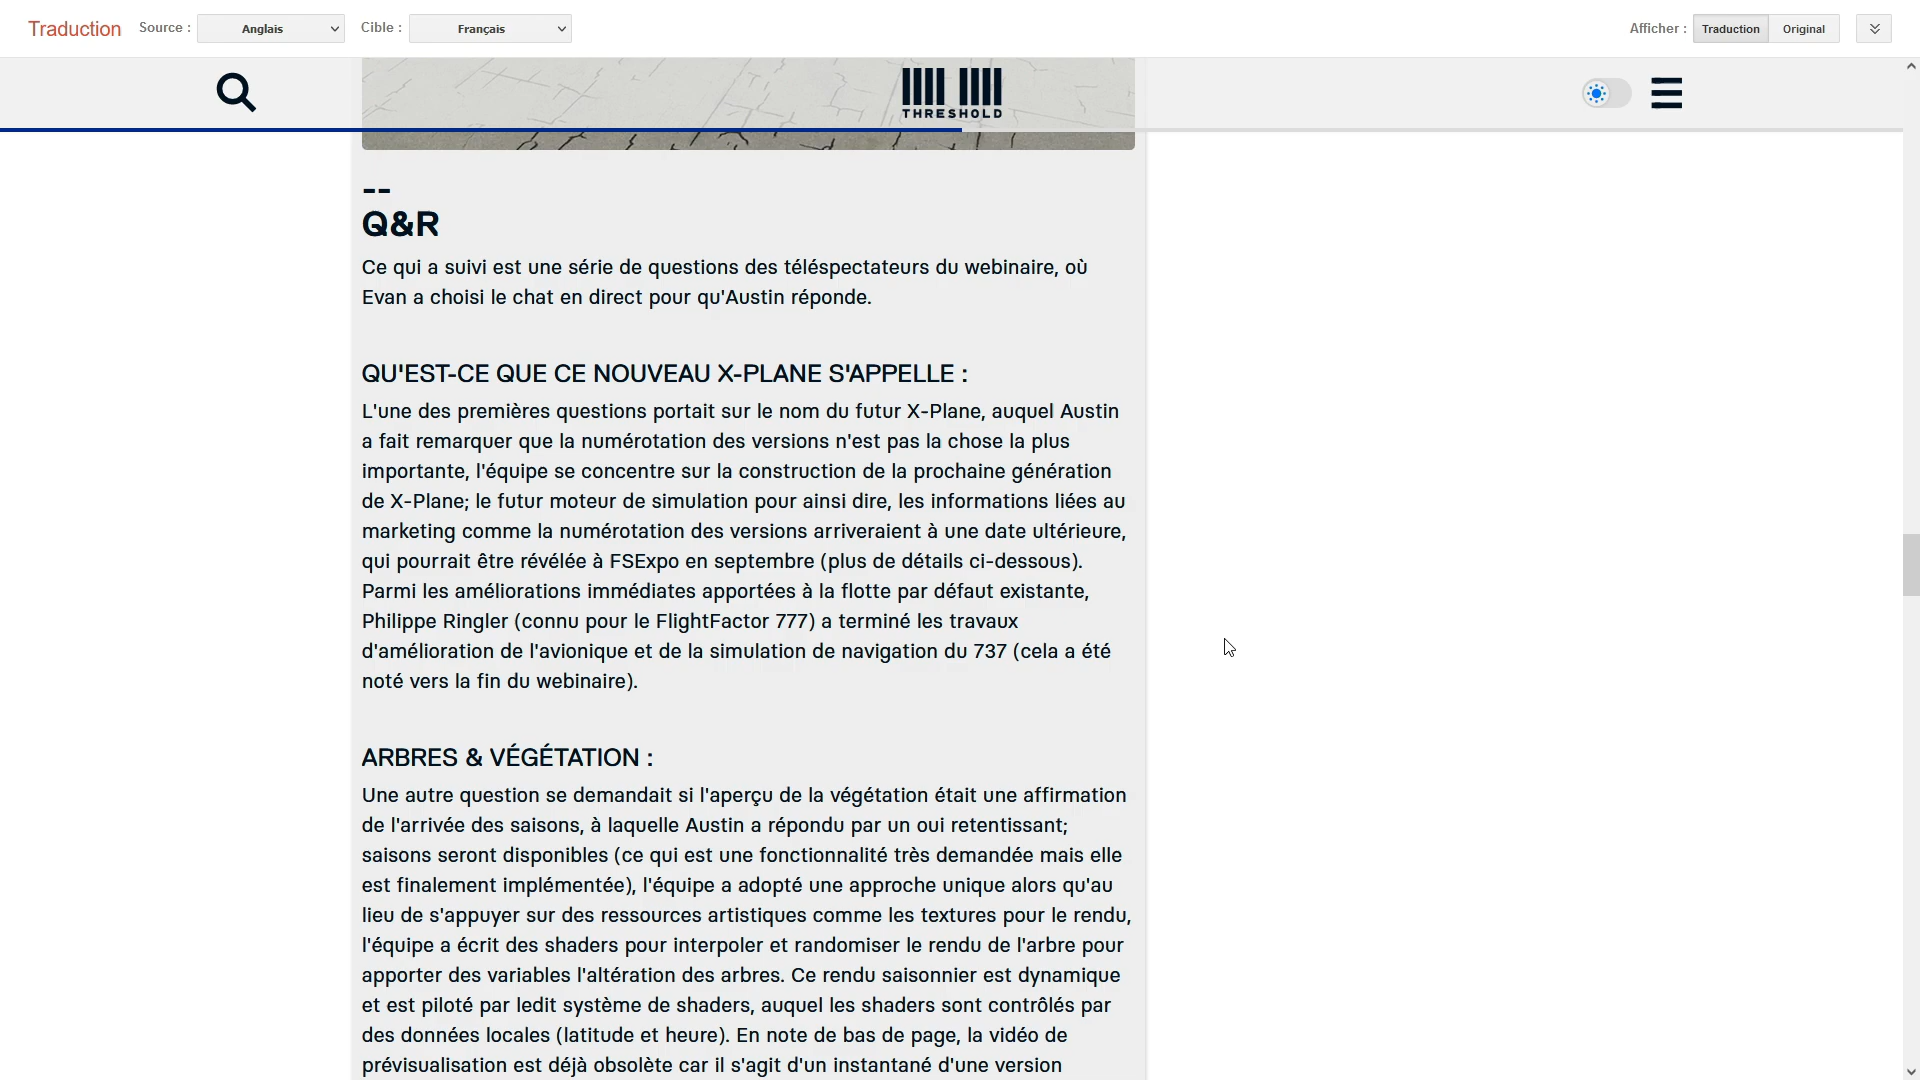 Traduction Source : Anglais Cible : Français Afficher : Traduction Original
THRESHOLD
--
Q&R
Ce qui a suivi est une série de questions des téléspectateurs du webinaire, où
Evan a choisi le chat en direct pour qu'Austin réponde.
QU'EST-CE QUE CE NOUVEAU X-PLANE S'APPELLE :
L'une des premières questions portait sur le nom du futur X-Plane, auquel Austin
a fait remarquer que la numérotation des versions n'est pas la chose la plus
importante, l'équipe se concentre sur la construction de la prochaine génération
de X-Plane; le futur moteur de simulation pour ainsi dire, les informations liées au
marketing comme la numérotation des versions arriveraient à une date ultérieure,
qui pourrait être révélée à FSExpo en septembre (plus de détails ci-dessous).
Parmi les améliorations immédiates apportées à la flotte par défaut existante,
Philippe Ringler (connu pour le FlightFactor 777) a terminé les travaux
d'amélioration de l'avionique et de la simulation de navigation du 737 (cela a été
noté vers la fin du webinaire).
ARBRES & VÉGÉTATION :
Une autre question se demandait si l'aperçu de la végétation était une affirmation
de l'arrivée des saisons, à laquelle Austin a répondu par un oui retentissant;
saisons seront disponibles (ce qui est une fonctionnalité très demandée mais elle
est finalement implémentée), l'équipe a adopté une approche unique alors qu'au
lieu de s'appuyer sur des ressources artistiques comme les textures pour le rendu,
l'équipe a écrit des shaders pour interpoler et randomiser le rendu de l'arbre pour
apporter des variables l'altération des arbres. Ce rendu saisonnier est dynamique
et est piloté par ledit système de shaders, auquel les shaders sont contrôlés par
des données locales (latitude et heure). En note de bas de page, la vidéo de
prévisualisation est déjà obsolète car il s'agit d'un instantané d'une version